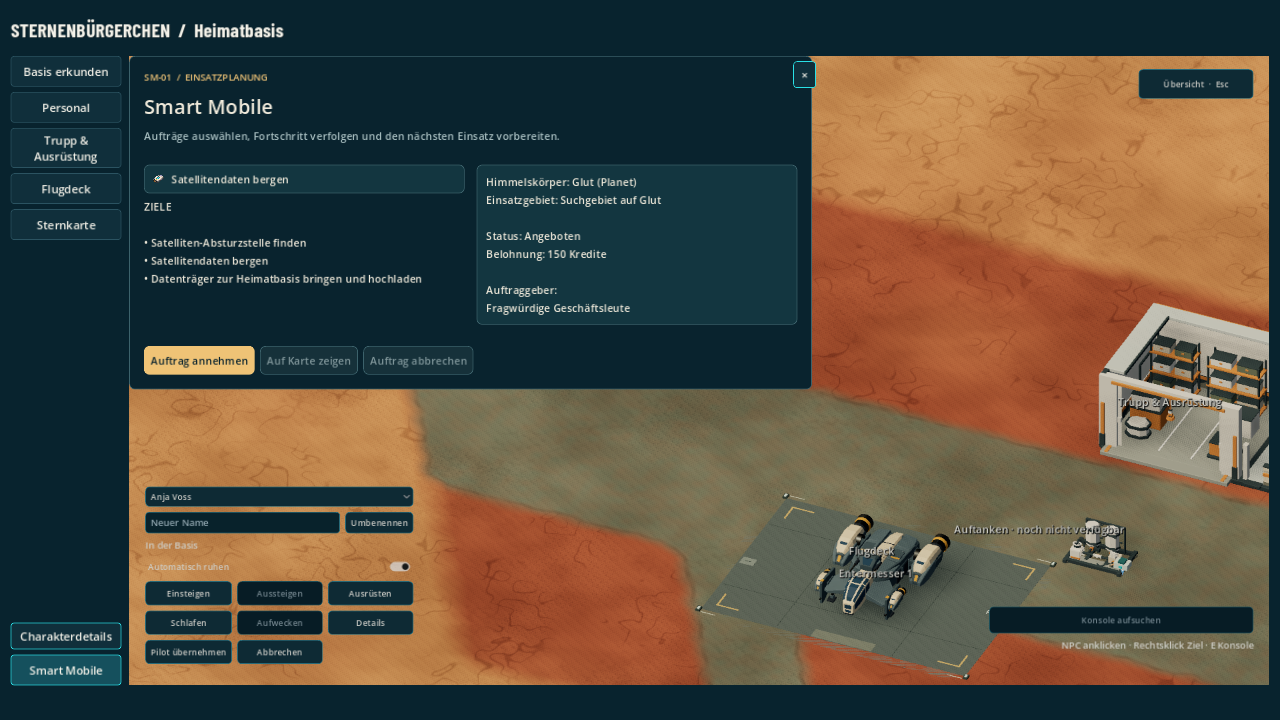 STERNENBÜRGERCHEN / Heimatbasis
Basis erkunden
Personal
Trupp &
Ausrüstung
Flugdeck
Sternkarte
Charakterdetails
Smart Mobile
SM-01 / EINSATZPLANUNG
×
Smart Mobile
Aufträge auswählen, Fortschritt verfolgen und den nächsten Einsatz vorbereiten.
Satellitendaten bergen
ZIELE
• Satelliten-Absturzstelle finden
• Satellitendaten bergen
• Datenträger zur Heimatbasis bringen und hochladen
Himmelskörper: Glut (Planet)
Einsatzgebiet: Suchgebiet auf Glut
Status: Angeboten
Belohnung: 150 Kredite
Auftraggeber:
Fragwürdige Geschäftsleute
Auftrag annehmen
Auf Karte zeigen
Auftrag abbrechen
Übersicht · Esc
Trupp & Ausrüstung
Auftanken · noch nicht verfügbar
Flugdeck
Entermesser 1
Anja Voss
Neuer Name
Umbenennen
In der Basis
Automatisch ruhen
Einsteigen
Aussteigen
Ausrüsten
Schlafen
Aufwecken
Details
Pilot übernehmen
Abbrechen
Konsole aufsuchen
NPC anklicken · Rechtsklick Ziel · E Konsole